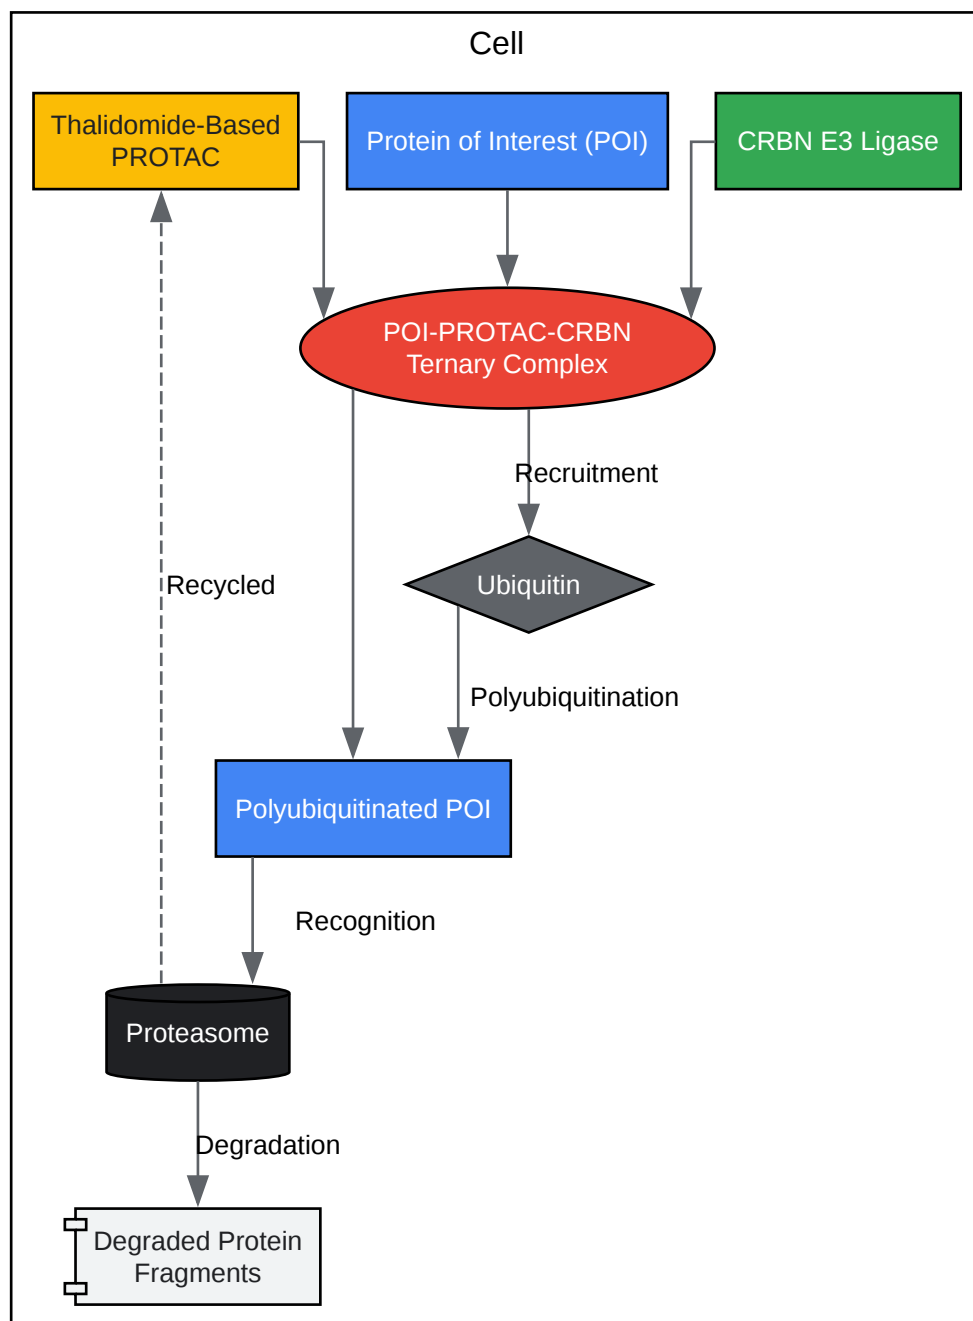 Cell
Thalidomide-Based
PROTAC
Protein of Interest (POI)
CRBN E3 Ligase
POI-PROTAC-CRBN
Ternary Complex
Recruitment
Recycled
Ubiquitin
Polyubiquitination
Polyubiquitinated POI
Recognition
Proteasome
Degradation
Degraded Protein
Fragments